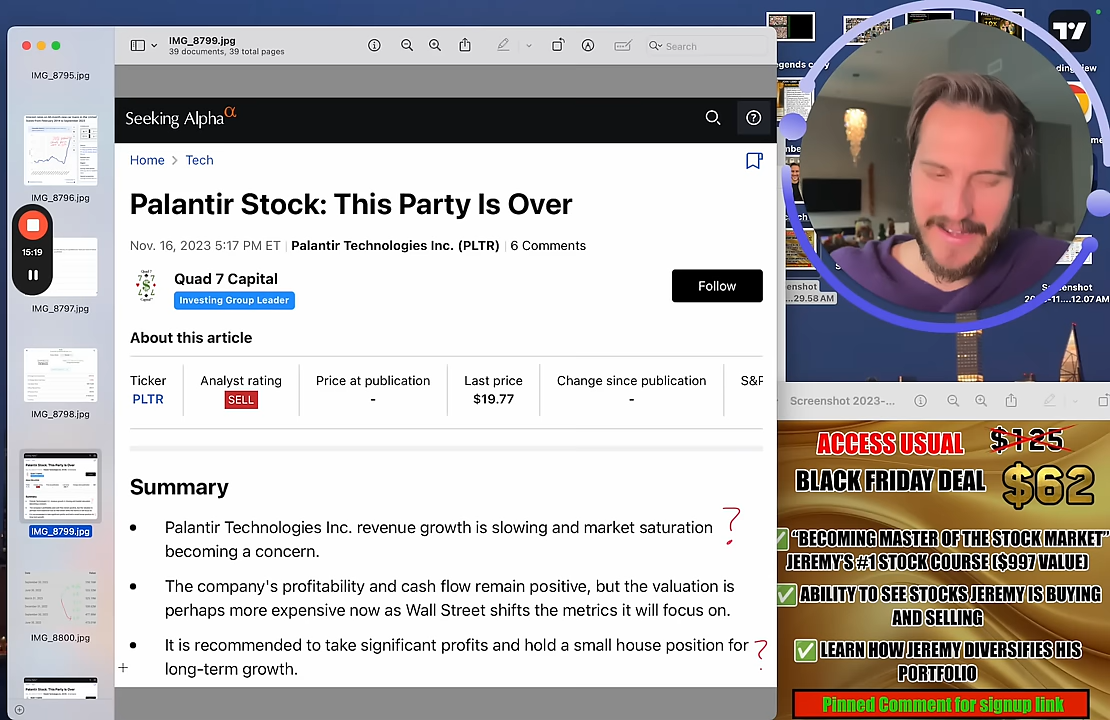 IMG_8799.jpg
39 documents, 39 total pages
Search
IMG_8795.jpg
IMG_8796.jpg
15:19
IMG_8797.jpg
IMG_8798.jpg
IMG_8799.jpg
IMG_8800.jpg
Seeking Alpha α
Home > Tech
Palantir Stock: This Party Is Over
Nov. 16, 2023 5:17 PM ET | Palantir Technologies Inc. (PLTR) | 6 Comments
Quad 7 Capital
Investing Group Leader
Follow
About this article
Ticker
PLTR
Analyst rating
SELL
Price at publication
-
Last price
$19.77
Change since publication
-
S&P
Summary
• Palantir Technologies Inc. revenue growth is slowing and market saturation ?
becoming a concern.
• The company's profitability and cash flow remain positive, but the valuation is
perhaps more expensive now as Wall Street shifts the metrics it will focus on.
• It is recommended to take significant profits and hold a small house position for ?
long-term growth.
Screenshot 2023-...
ACCESS USUAL $125
BLACK FRIDAY DEAL $62
✅ "BECOMING MASTER OF THE STOCK MARKET"
JEREMY'S #1 STOCK COURSE ($997 VALUE)
✅ ABILITY TO SEE STOCKS JEREMY IS BUYING
AND SELLING
✅ LEARN HOW JEREMY DIVERSIFIES HIS
PORTFOLIO
Pinned Comment for signup link